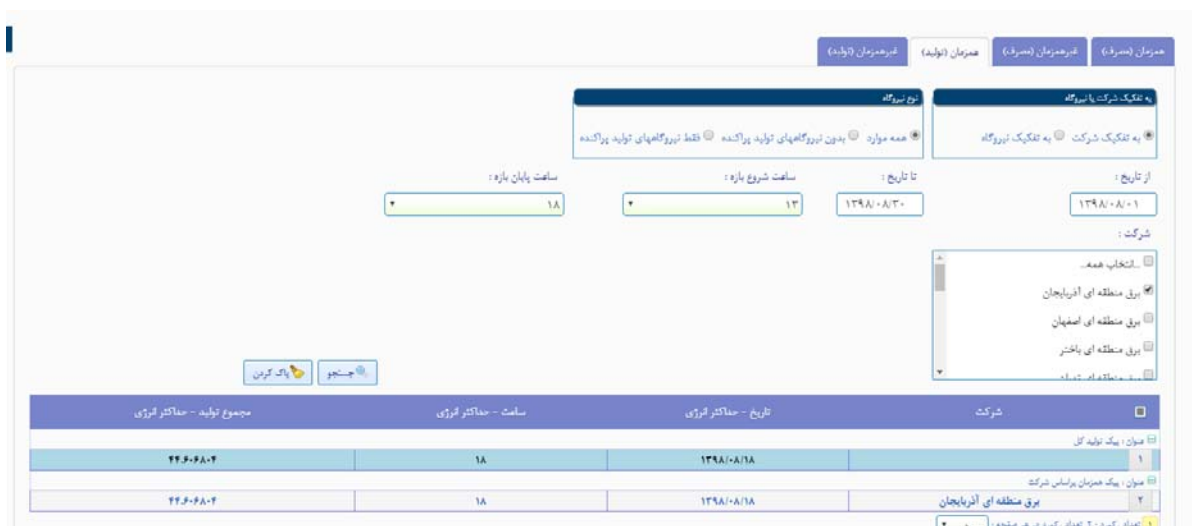 همزمان (مصرف) غیرهمزمان (مصرف) همزمان (تولید) غیرهمزمان (تولید)
به تفکیک شرکت یا نیروگاه
نوع نیروگاه
به تفکیک شرکت به تفکیک نیروگاه
همه موارد بدون نیروگاههای تولید پراکنده فقط نیروگاههای تولید پراکنده
از تاریخ : تا تاریخ : ساعت شروع بازه : ساعت پایان بازه :
۱۳۹۸/۰۸/۰۱ ۱۳۹۸/۰۸/۳۰ ۱۳ ۱۸
شرکت :
انتخاب همه...
برق منطقه ای آذربایجان
برق منطقه ای اصفهان
برق منطقه ای باختر
جستجو پاک کردن
شرکت تاریخ - حداکثر انرژی ساعت - حداکثر انرژی مجموع تولید - حداکثر انرژی
عنوان : پیک تولید کل
۱ ۱۳۹۸/۰۸/۱۸ ۱۸
عنوان : پیک همزمان براساس شرکت
۲ برق منطقه ای آذربایجان ۱۳۹۸/۰۸/۱۸ ۱۸